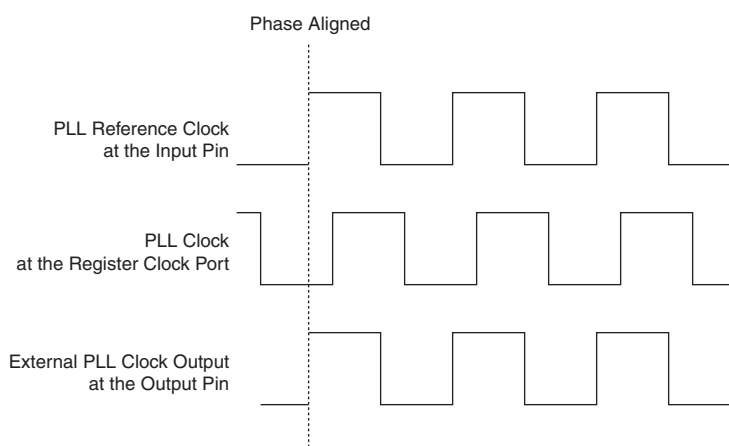 Phase Aligned
PLL Reference Clock
at the Input Pin
PLL Clock
at the Register Clock Port
External PLL Clock Output
at the Output Pin